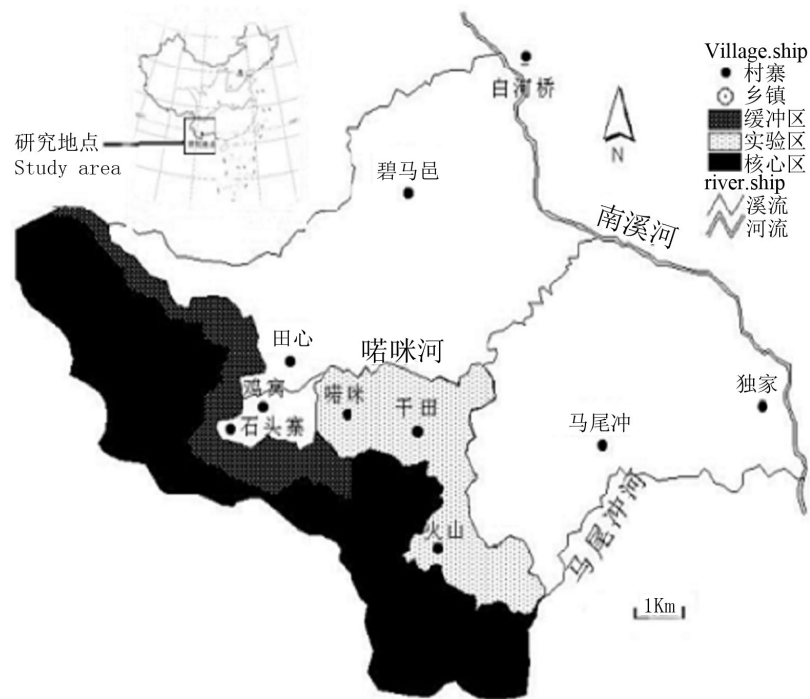 Village.ship
村寨
乡镇
缓冲区
实验区
核心区
river.ship
溪流
河流
白河桥
N
研究地点
Study area
碧马邑
南溪河
田心
喏咪河
鸡窝
喏咪
石头寨
干田
独家
马尾冲
火山
马尾冲河
1Km